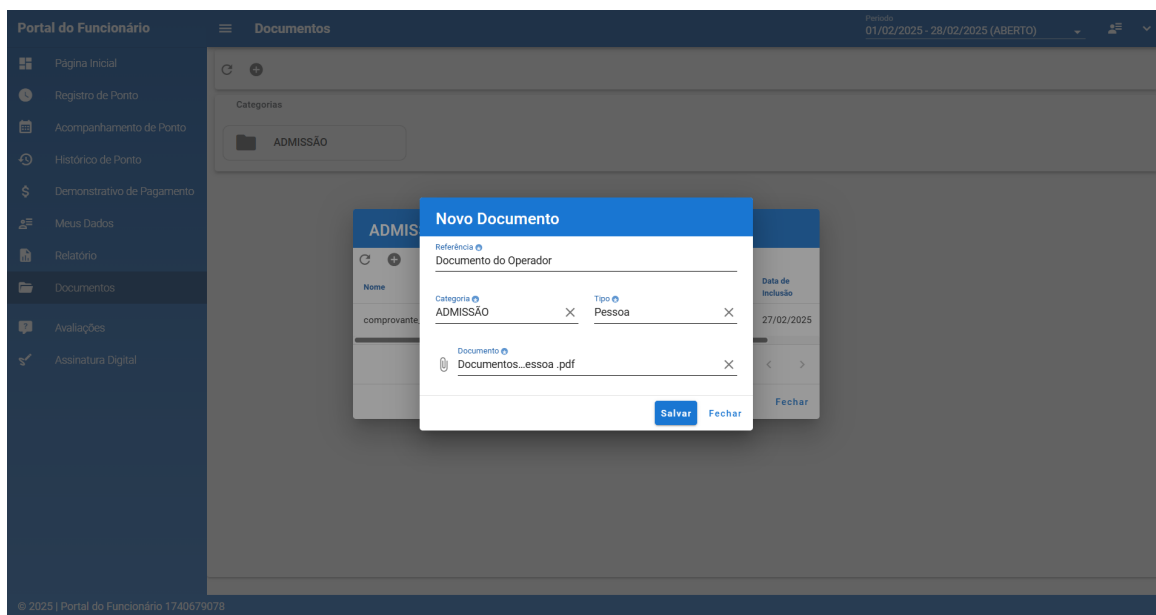 Portal do Funcionário
Documentos
Período
01/02/2025 - 28/02/2025 (ABERTO)
Página Inicial
Registro de Ponto
Acompanhamento de Ponto
Histórico de Ponto
Demonstrativo de Pagamento
Meus Dados
Relatório
Documentos
Avaliações
Assinatura Digital
Categorias
ADMISSÃO
ADMIS
Nome
Data de
Inclusão
comprovante
27/02/2025
Fechar
Novo Documento
Referência
Documento do Operador
Categoria
Tipo
ADMISSÃO
Pessoa
Documento
Documentos...essoa .pdf
Salvar
Fechar
© 2025 | Portal do Funcionário 1740679078